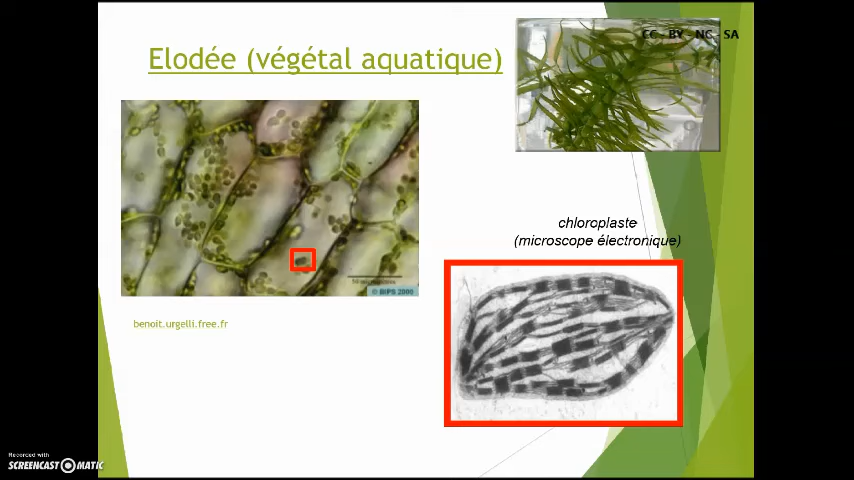 CC - BY - NC - SA
Elodée (végétal aquatique)
chloroplaste
(microscope électronique)
© BIPS 2006
benoit.urgelli.free.fr
Recorded with
SCREENCAST MATIC